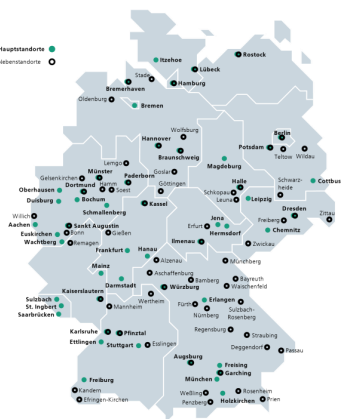 Hauptstandorte
Nebenstandorte
Rostock
Itzehoe
Lübeck
Stade
Hamburg
Bremerhaven
Oldenburg
Bremen
Wolfsburg
Hannover
Berlin
Potsdam
Teltow
Wildau
Braunschweig
Lemgo
Magdeburg
Goslar
Münster
Paderborn
Gelsenkirchen
Dortmund
Hamm
Soest
Göttingen
Halle
Schwarz-
heide
Cottbus
Oberhausen
Schkopau
Leuna
Leipzig
Duisburg
Bochum
Kassel
Schmallenberg
Dresden
Willich
Aachen
Jena
Erfurt
Hermsdorf
Freiberg
Zittau
Sankt Augustin
Chemnitz
Euskirchen
Bonn
Gießen
Wachtberg
Remagen
Ilmenau
Zwickau
Frankfurt
Hanau
Alzenau
Münchberg
Mainz
Aschaffenburg
Darmstadt
Bamberg
Bayreuth
Waischenfeld
Kaiserslautern
Würzburg
Wertheim
Sulzbach
Mannheim
Fürth
Erlangen
St. Ingbert
Nürnberg
Sulzbach-
Rosenberg
Saarbrücken
Karlsruhe
Pfinztal
Regensburg
Straubing
Ettlingen
Stuttgart
Esslingen
Deggendorf
Passau
Augsburg
Freising
Garching
Freiburg
München
Kandern
Weßling
Rosenheim
Efringen-Kirchen
Penzberg
Holzkirchen
Prien